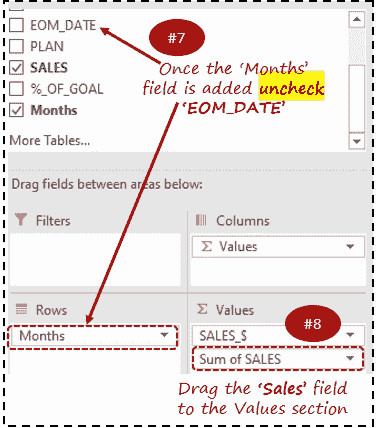 EOM_DATE
#7
PLAN
SALES
Once the ‘Months’
%_OF_GOAL
field is added uncheck
Months
‘EOM_DATE’
More Tables...
Drag fields between areas below:
Filters
Columns
Σ Values
Rows
Σ Values
Months
SALES_$
#8
Sum of SALES
Drag the ‘Sales’ field
to the Values section